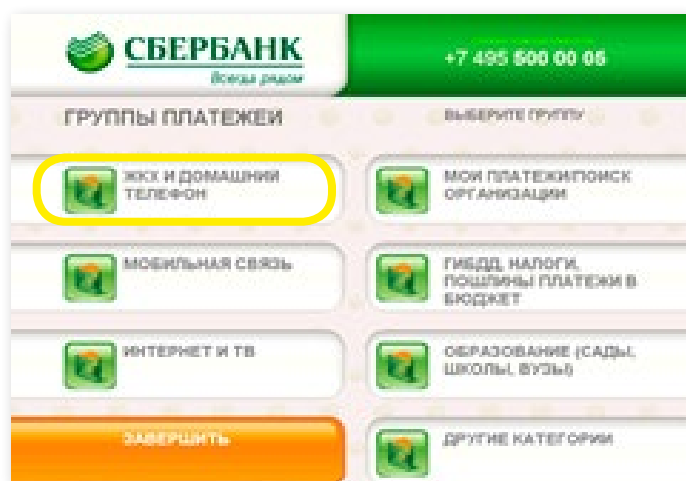 СБЕРБАНК
Всегда рядом
+7 495 500 00 05
ГРУППЫ ПЛАТЕЖЕЙ
ВЫБЕРИТЕ ГРУППУ
ЖКХ И ДОМАШНИЙ
ТЕЛЕФОН
МОИ ПЛАТЕЖИ/ПОИСК
ОРГАНИЗАЦИИ
МОБИЛЬНАЯ СВЯЗЬ
ГИБДД, НАЛОГИ,
ПОШЛИНЫ ПЛАТЕЖИ В
БЮДЖЕТ
ИНТЕРНЕТ И ТВ
ОБРАЗОВАНИЕ (САДЫ,
ШКОЛЫ, ВУЗЫ)
ЗАВЕРШИТЬ
ДРУГИЕ КАТЕГОРИИ